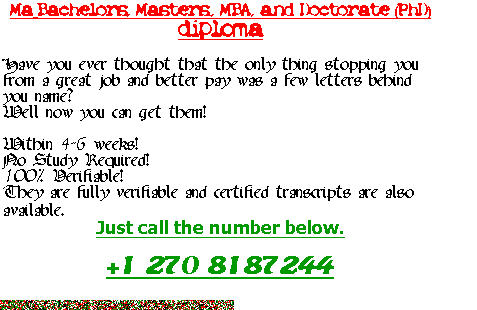 Ma_Bachelors, Masters. MBA, and Doctorate (PhD)
diploma
Have you ever thought that the only thing stopping you
from a great job and better pay was a few letters behind
you name?
Well now you can get them!
Within 4-6 weeks!
No Study Required!
100% Verifiable!
They are fully verifiable and certified transcripts are also
available.
Just call the number below.
+1 270 8187244